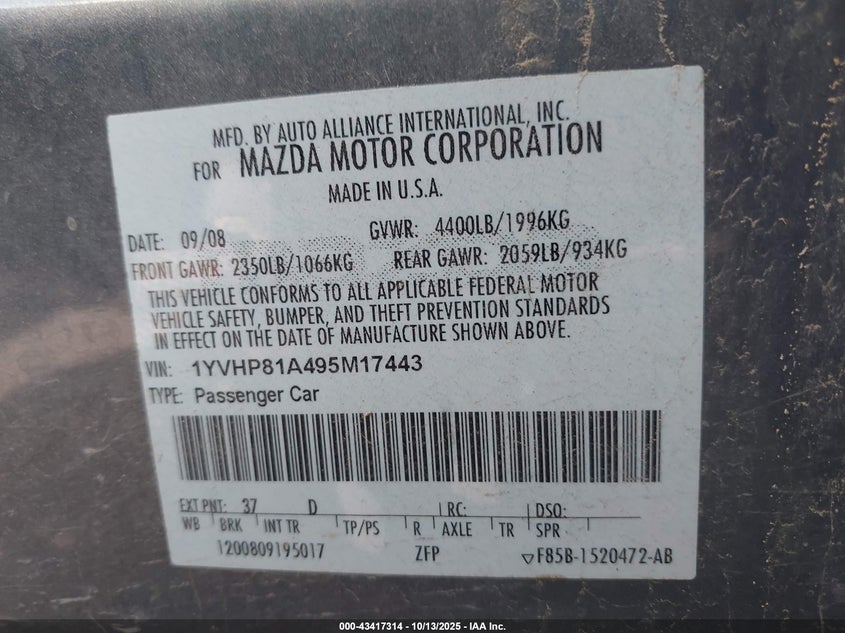 MFD. BY AUTO ALLIANCE INTERNATIONAL, INC.
FOR MAZDA MOTOR CORPORATION
MADE IN U.S.A.
DATE: 09/08 GVWR: 4400LB/1996KG
FRONT GAWR: 2350LB/1066KG REAR GAWR: 2059LB/934KG
THIS VEHICLE CONFORMS TO ALL APPLICABLE FEDERAL MOTOR
VEHICLE SAFETY, BUMPER, AND THEFT PREVENTION STANDARDS
IN EFFECT ON THE DATE OF MANUFACTURE SHOWN ABOVE.
VIN: 1YVHP81A495M17443
TYPE: Passenger Car
EXT PNT: 37 D RC: DSO:
WB BRK INT TR TP/PS R AXLE TR SPR
1200809195017 ZFP ▽F85B-1520472-AB
000-43417314 - 10/13/2025 - IAA Inc.